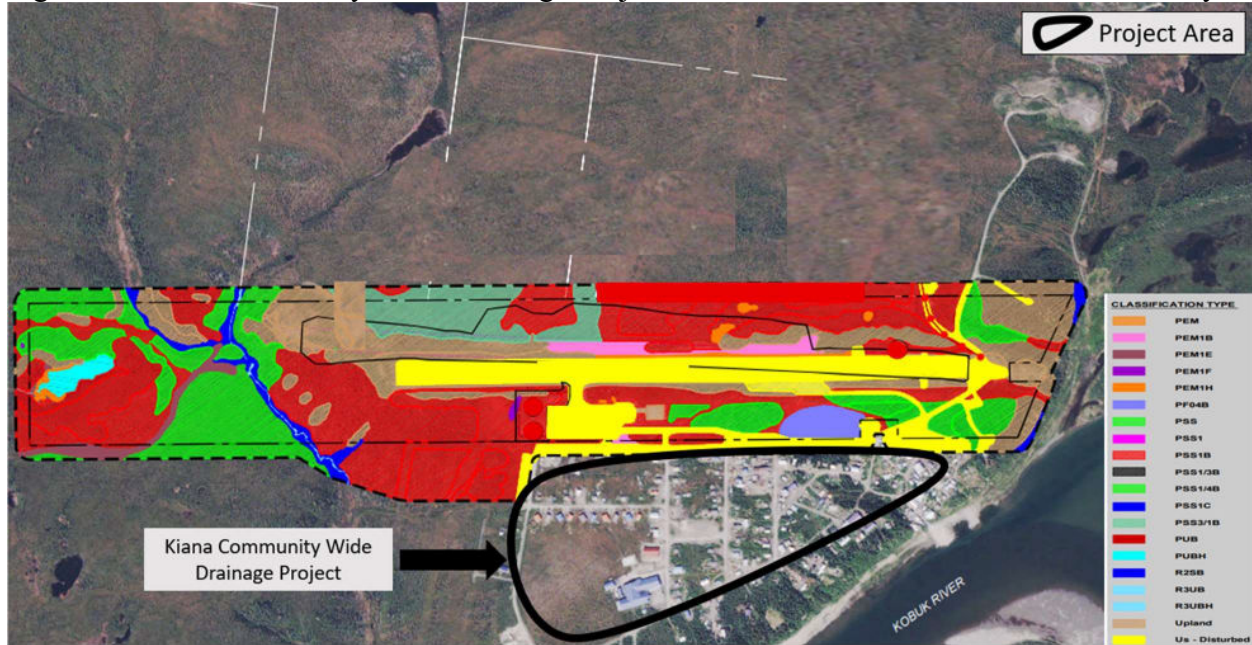 Project Area
CLASSIFICATION TYPE
PEM
PEM1B
PEM1E
PEM1F
PEM1H
PF04B
PSS
PSS1
PSS1B
PSS1/3B
PSS1/4B
PSS1C
PSS3/1B
PUB
PUBH
R2SB
R3UB
R3UBH
Upland
Us - Disturbed
Kiana Community Wide
Drainage Project
KOBUK RIVER